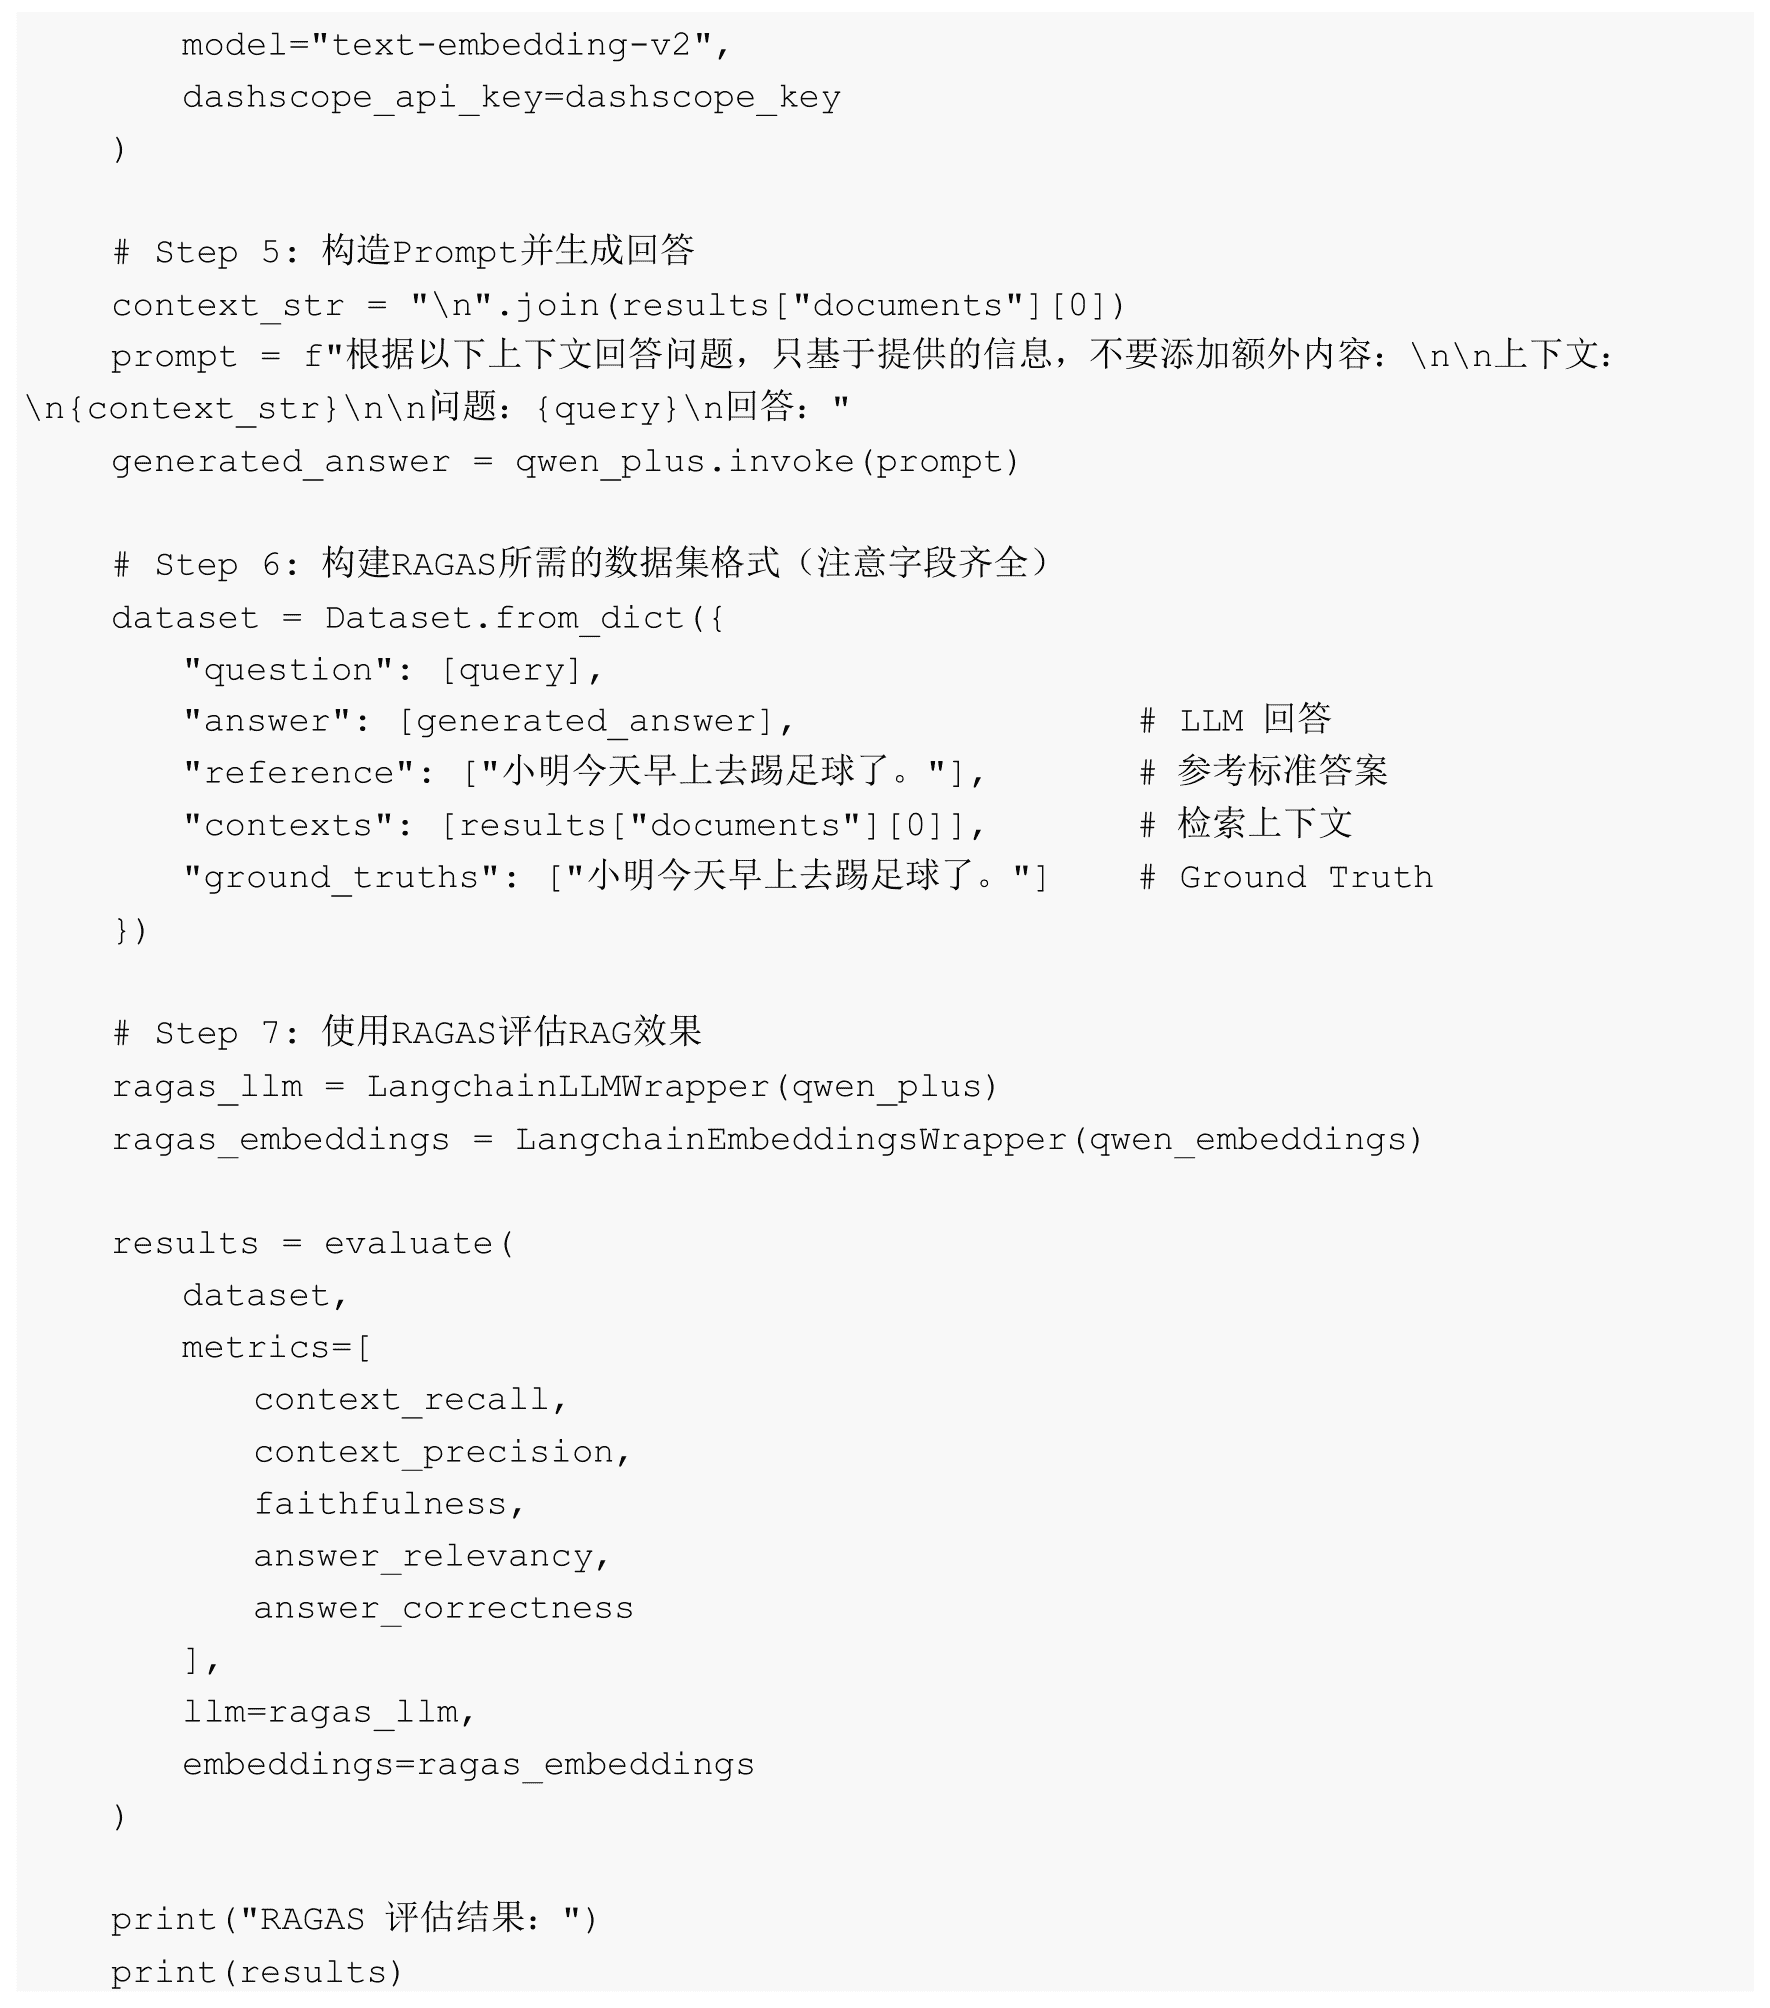 model="text-embedding-v2",
dashscope_api_key=dashscope_key
)
# Step 5: 构造Prompt并生成回答
context_str = "\n".join(results["documents"][0])
prompt = f"根据以下上下文回答问题，只基于提供的信息，不要添加额外内容：\n\n上下文：
\n{context_str}\n\n问题：{query}\n回答："
generated_answer = qwen_plus.invoke(prompt)
# Step 6: 构建RAGAS所需的数据集格式（注意字段齐全）
dataset = Dataset.from_dict({
"question": [query],
"answer": [generated_answer], # LLM 回答
"reference": ["小明今天早上去踢足球了。"], # 参考标准答案
"contexts": [results["documents"][0]], # 检索上下文
"ground_truths": ["小明今天早上去踢足球了。"] # Ground Truth
})
# Step 7: 使用RAGAS评估RAG效果
ragas_llm = LangchainLLMWrapper(qwen_plus)
ragas_embeddings = LangchainEmbeddingsWrapper(qwen_embeddings)
results = evaluate(
dataset,
metrics=[
context_recall,
context_precision,
faithfulness,
answer_relevancy,
answer_correctness
],
llm=ragas_llm,
embeddings=ragas_embeddings
)
print("RAGAS 评估结果：")
print(results)